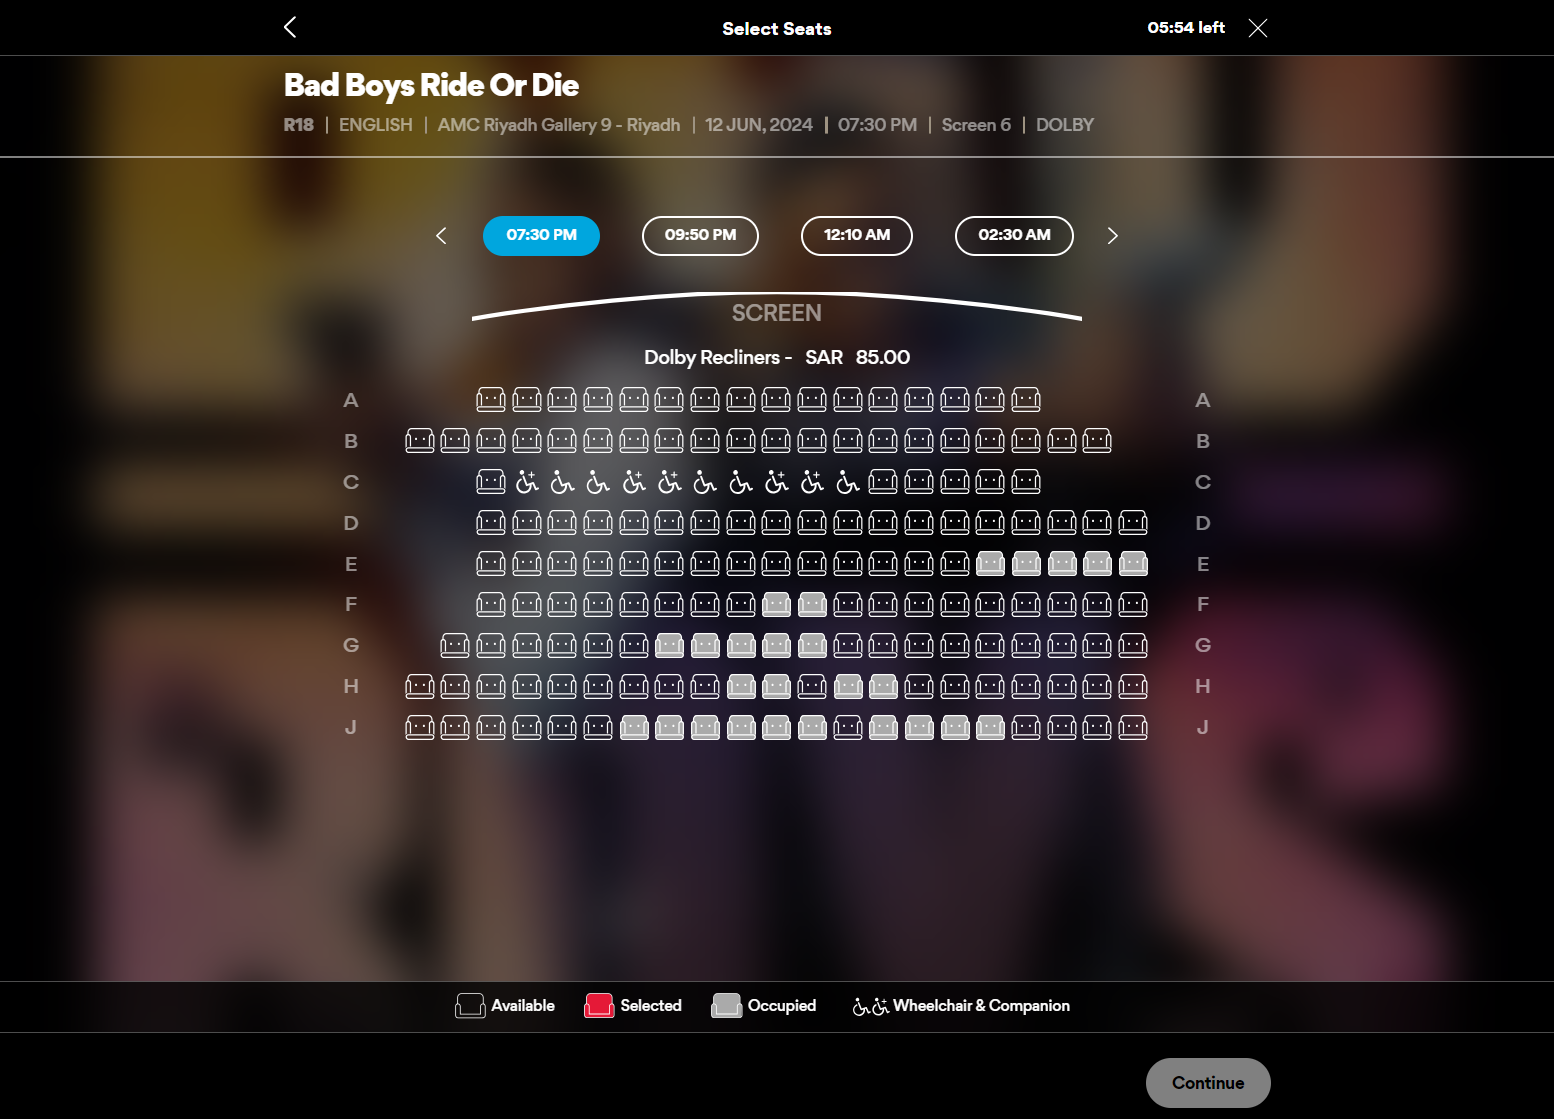 Select Seats
05:54 left
Bad Boys Ride Or Die
R18 | ENGLISH | AMC Riyadh Gallery 9 - Riyadh | 12 JUN, 2024 | 07:30 PM | Screen 6 | DOLBY
07:30 PM 09:50 PM 12:10 AM 02:30 AM
SCREEN
Dolby Recliners - SAR 85.00
A A
B B
C C
D D
E E
F F
G G
H H
J J
Available Selected Occupied Wheelchair & Companion
Continue